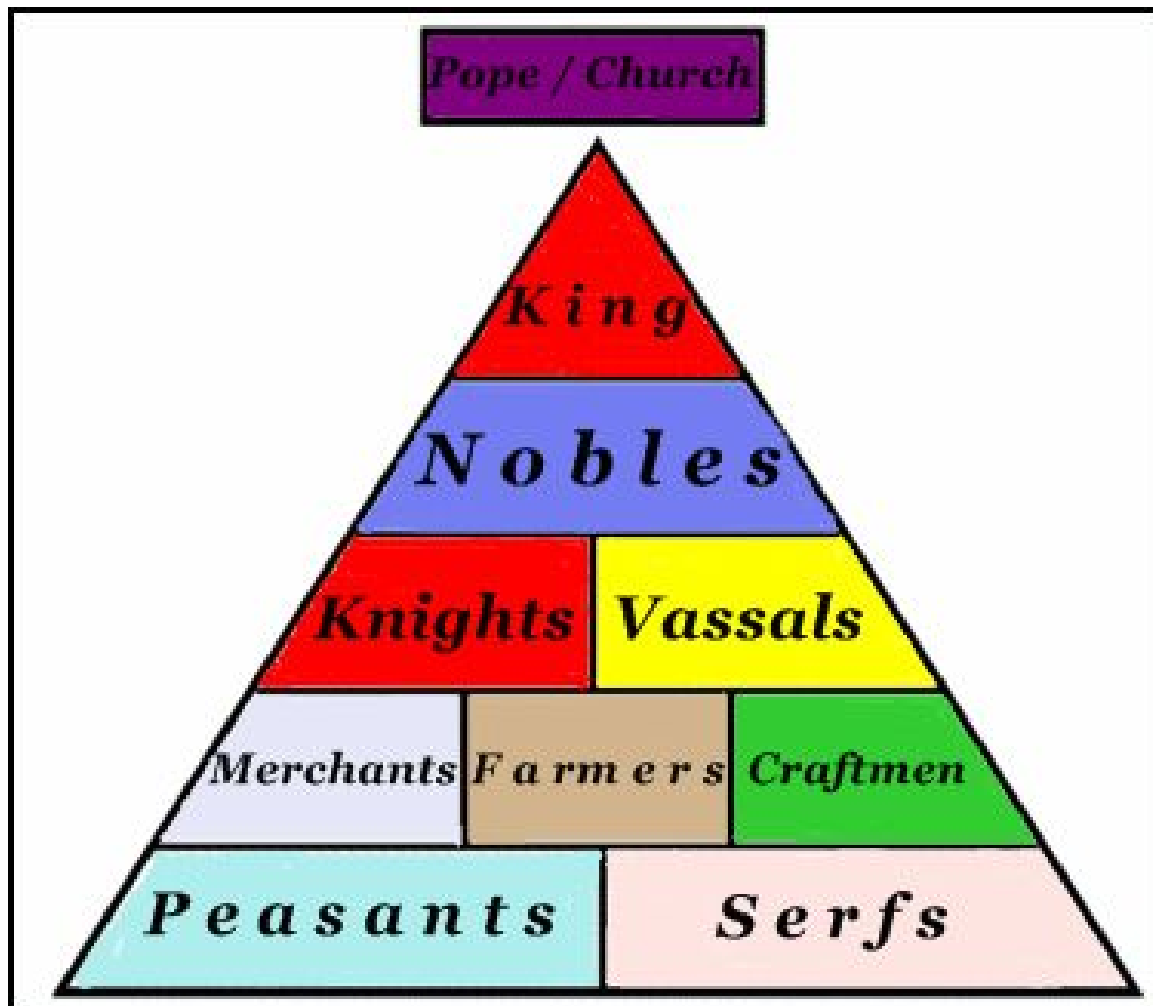 Pope / Church
King
Nobles
Knights Vassals
Merchants Farmers Craftmen
Peasants Serfs